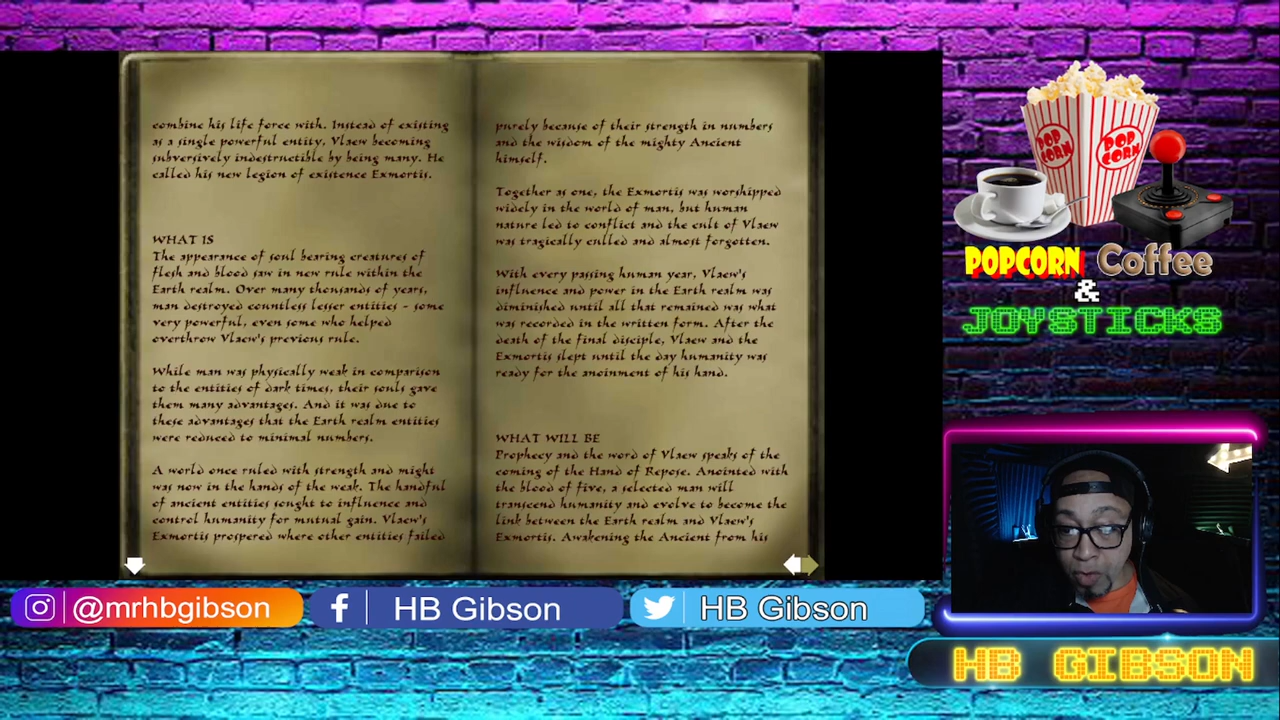 combine his life force with. Instead of existing
as a single powerful entity, Vlaew becoming
subversively indestructible by being many. He
called his new legion of existence Exmortis.
WHAT IS
The appearance of soul bearing creatures of
flesh and blood saw in new rule within the
Earth realm. Over many thousands of years,
man destroyed countless lesser entities - some
very powerful, even some who helped
overthrow Vlaew's previous rule.
While man was physically weak in comparison
to the entities of dark times, their souls gave
them many advantages. And it was due to
these advantages that the Earth realm entities
were reduced to minimal numbers.
A world once ruled with strength and might
was now in the hands of the weak. The handful
of ancient entities sought to influence and
control humanity for mutual gain. Vlaew's
Exmortis prospered where other entities failed
purely because of their strength in numbers
and the wisdom of the mighty Ancient
himself.
Together as one, the Exmortis was worshipped
widely in the world of man, but human
nature led to conflict and the cult of Vlaew
was tragically culled and almost forgotten.
With every passing human year, Vlaew's
influence and power in the Earth realm was
diminished until all that remained was what
was recorded in the written form. After the
death of the final disciple, Vlaew and the
Exmortis slept until the day humanity was
ready for the anoinment of his hand.
WHAT WILL BE
Prophecy and the word of Vlaew speaks of the
coming of the Hand of Repose. Anointed with
the blood of five, a selected man will
transcend humanity and evolve to become the
link between the Earth realm and Vlaew's
Exmortis. Awakening the Ancient from his
POP CORN
POP CORN
POPCORN Coffee
&
JOYSTICKS
@mrhbgibson
HB Gibson
HB Gibson
HB GIBSON